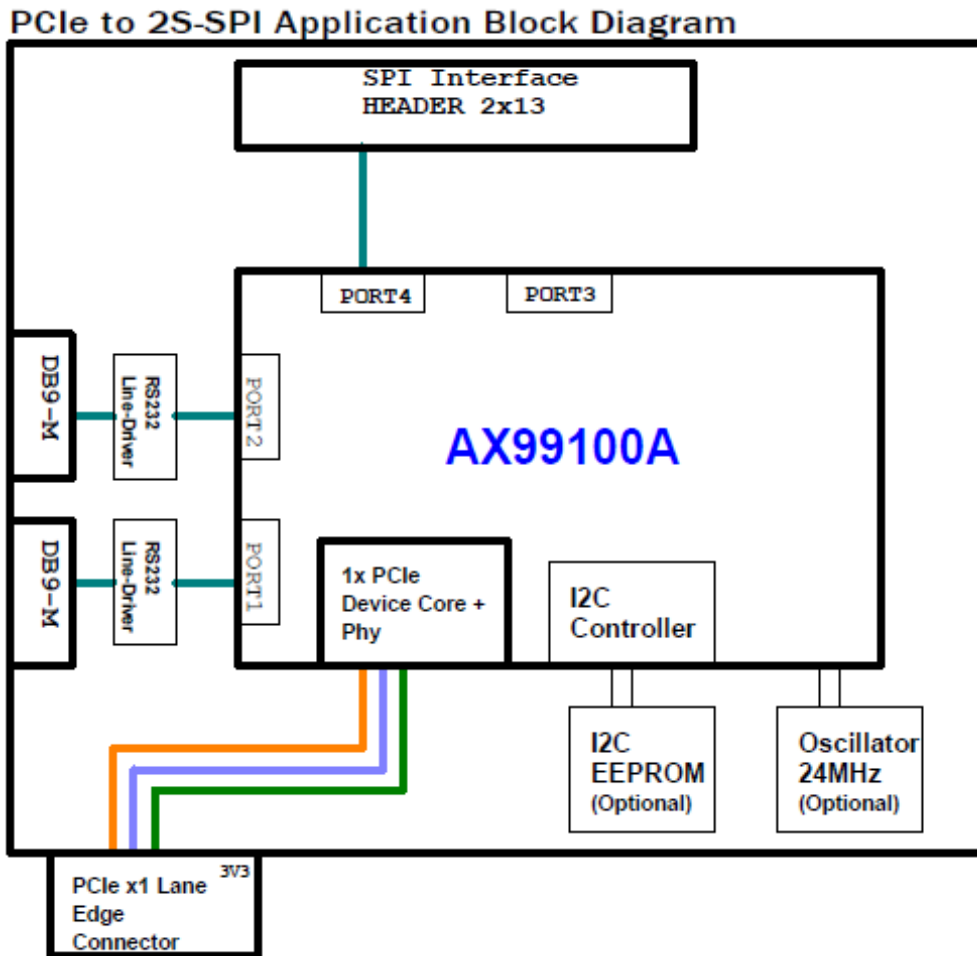 PCIe to 2S-SPI Application Block Diagram
SPI Interface
HEADER 2x13
PORT4
PORT3
DB9-M
RS232
Line-Driver
PORT2
AX99100A
DB9-M
RS232
Line-Driver
PORT1
1x PCIe
Device Core +
Phy
I2C
Controller
I2C
EEPROM
(Optional)
Oscillator
24MHz
(Optional)
3V3
PCIe x1 Lane
Edge
Connector